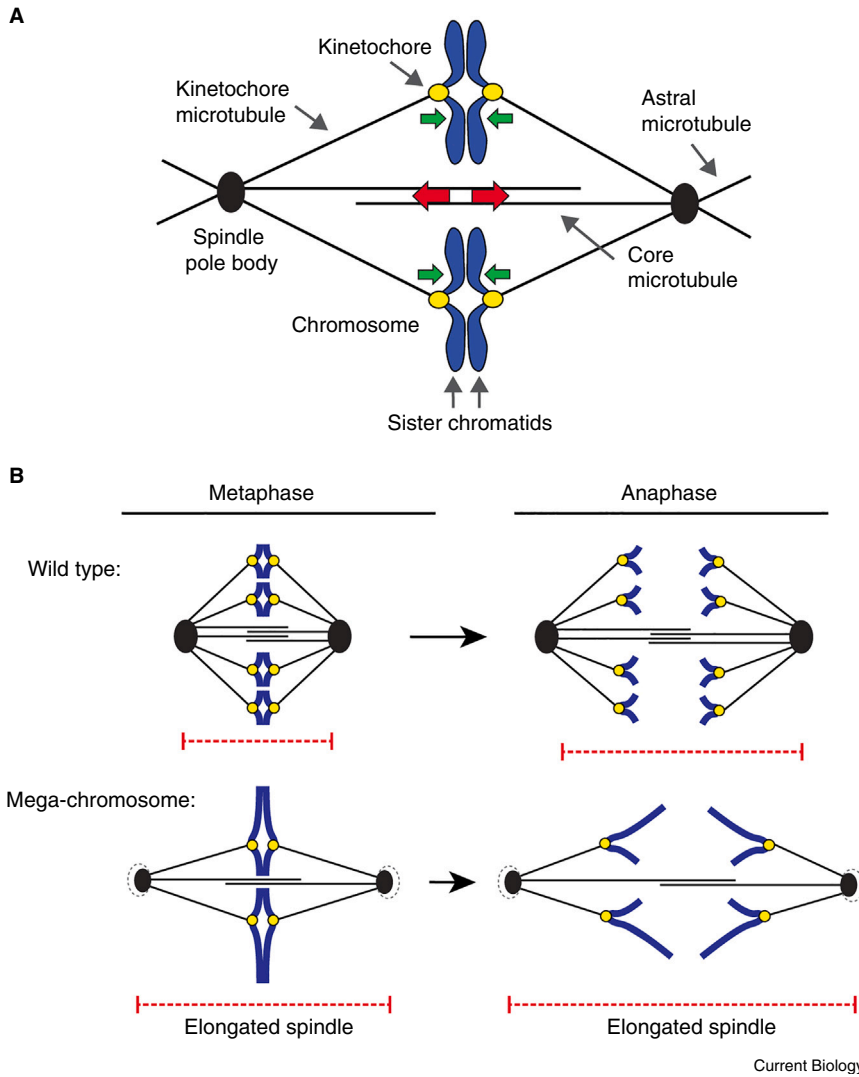 A
Kinetochore
Kinetochore
microtubule
Astral
microtubule
Spindle
pole body
Core
microtubule
Chromosome
Sister chromatids
B
Metaphase
Anaphase
Wild type:
Mega-chromosome:
Elongated spindle
Elongated spindle
Current Biology